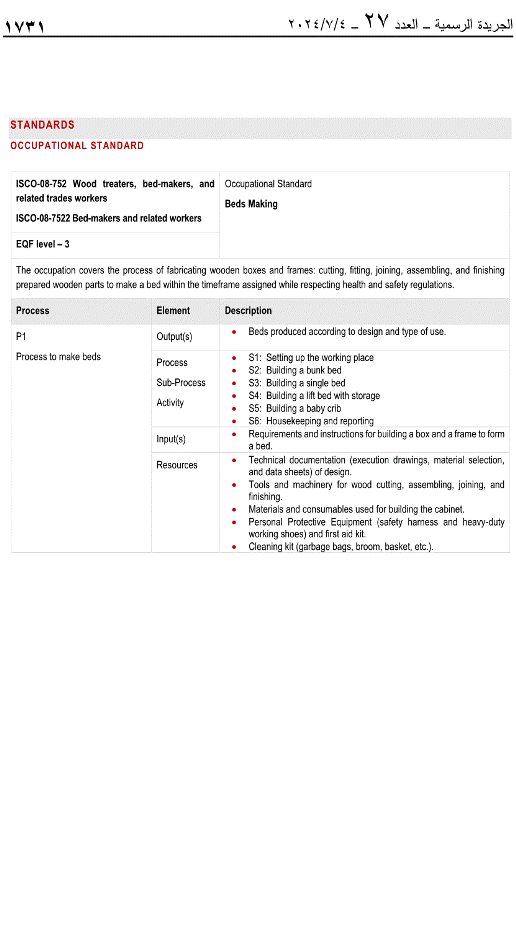 ١٧٣١ الجريدة الرسمية – العدد ٢٧ – ٢٠٢٤/٧/٤
STANDARDS
OCCUPATIONAL STANDARD
ISCO-08-752 Wood treaters, bed-makers, and
related trades workers
ISCO-08-7522 Bed-makers and related workers
EQF level – 3
Occupational Standard
Beds Making
The occupation covers the process of fabricating wooden boxes and frames: cutting, fitting, joining, assembling, and finishing
prepared wooden parts to make a bed within the timeframe assigned while respecting health and safety regulations.
Process Element Description
P1
Process to make beds
Output(s)
• Beds produced according to design and type of use.
Process
Sub-Process
Activity
• S1: Setting up the working place
• S2: Building a bunk bed
• S3: Building a single bed
• S4: Building a lift bed with storage
• S5: Building a baby crib
• S6: Housekeeping and reporting
Input(s)
• Requirements and instructions for building a box and a frame to form
a bed.
Resources
• Technical documentation (execution drawings, material selection,
and data sheets) of design.
• Tools and machinery for wood cutting, assembling, joining, and
finishing.
• Materials and consumables used for building the cabinet.
• Personal Protective Equipment (safety harness and heavy-duty
working shoes) and first aid kit.
• Cleaning kit (garbage bags, broom, basket, etc.).